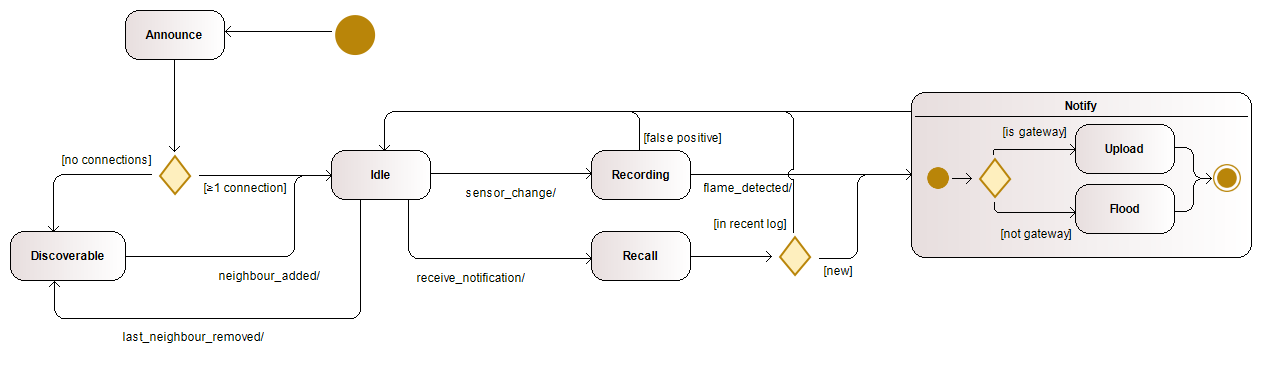 Announce
Notify
[no connections]
[≥1 connection]
Idle
[false positive]
Recording
sensor_change/
flame_detected/
[is gateway]
Upload
Flood
[not gateway]
Discoverable
neighbour_added/
receive_notification/
Recall
[in recent log]
[new]
last_neighbour_removed/